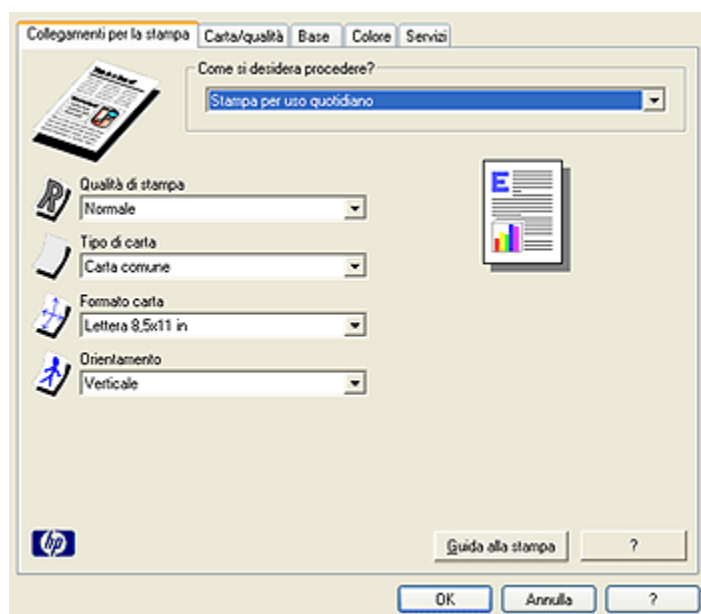 Collegamenti per la stampa Carta/qualità Base Colore Servizi
Come si desidera procedere?
Stampa per uso quotidiano
Qualità di stampa
Normale
Tipo di carta
Carta comune
Formato carta
Lettera 8,5x11 in
Orientamento
Verticale
E
R
hp
Guida alla stampa ?
OK Annulla ?